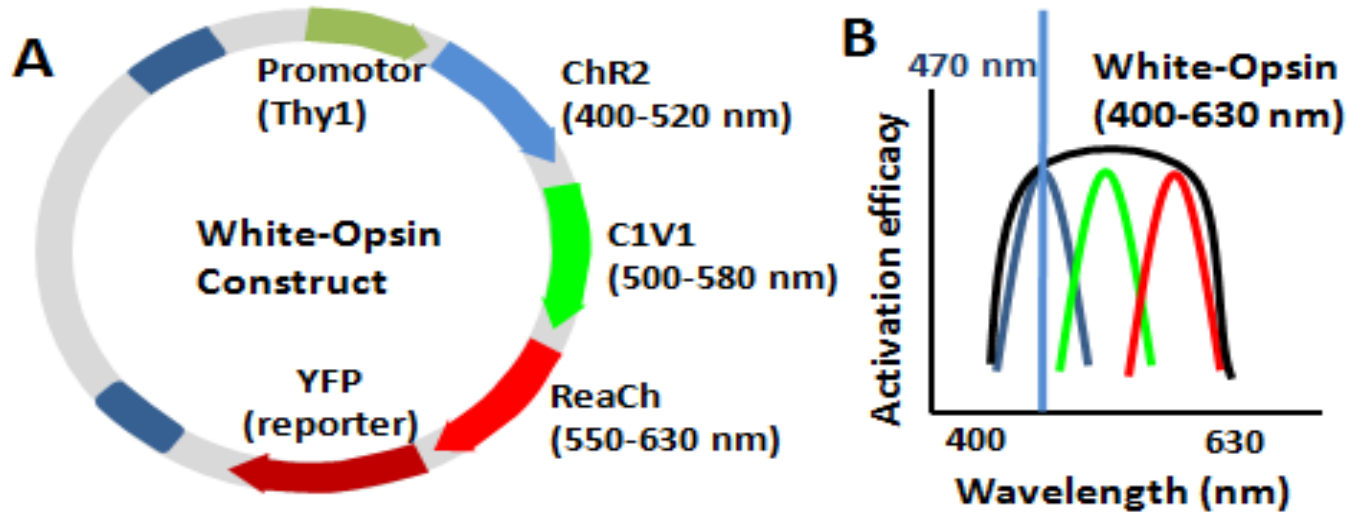 A
Promotor
(Thy1)
ChR2
(400-520 nm)
C1V1
(500-580 nm)
White-Opsin
Construct
YFP
(reporter)
ReaCh
(550-630 nm)
B
470 nm
White-Opsin
(400-630 nm)
Activation efficacy
400
630
Wavelength (nm)